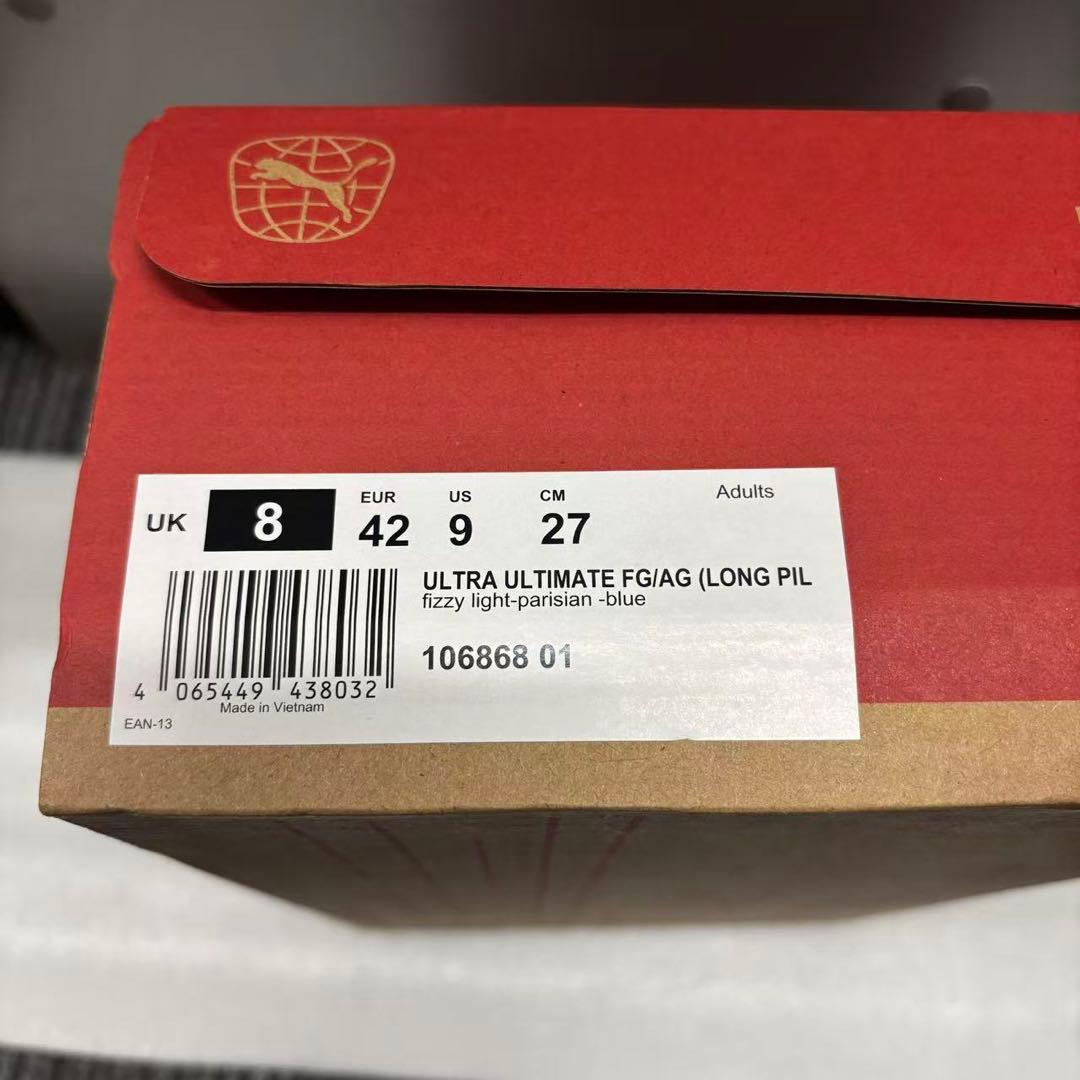 EUR US CM Adults
UK 8 42 9 27
ULTRA ULTIMATE FG/AG (LONG PIL
fizzy light-parisian -blue
106868 01
4 065449 438032
Made in Vietnam
EAN-13